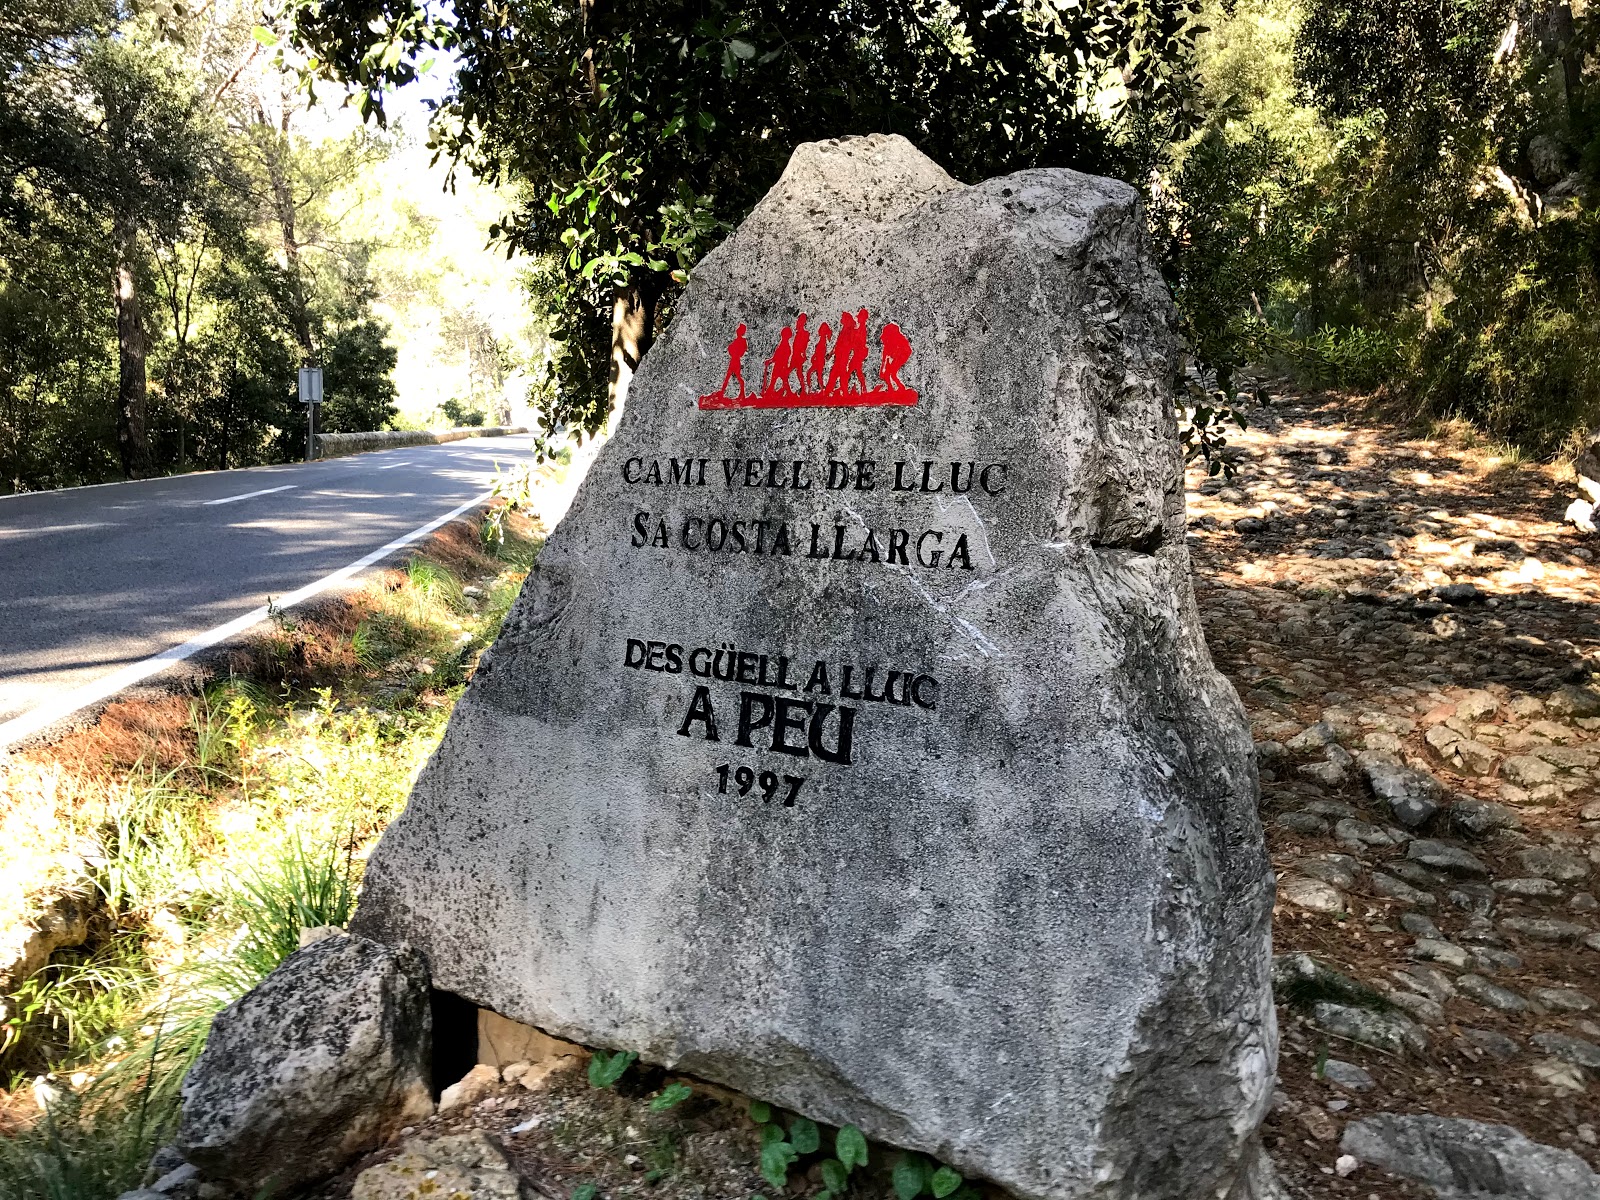 CAMI VELL DE LLUC
SA COSTA LLARGA
DES GÜELL A LLUC
A PEU
1997